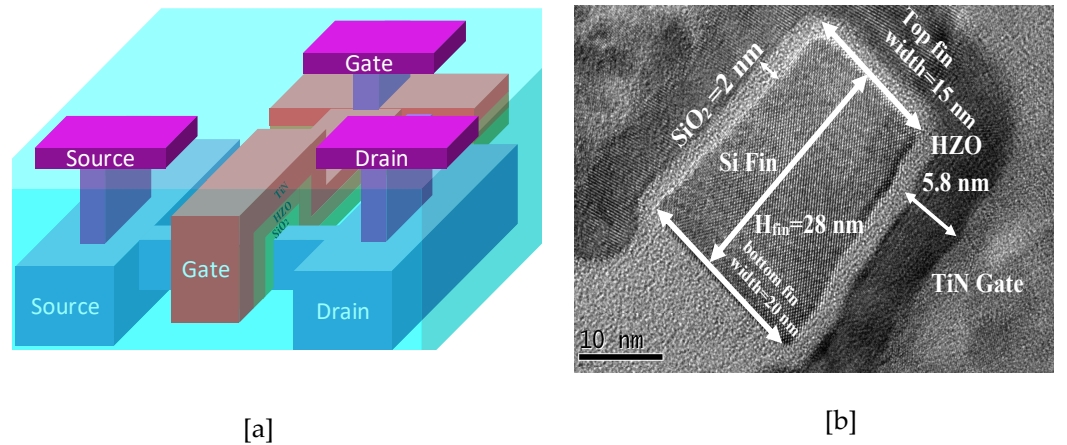 Gate
Source
Drain
TiN
HZO
SiO₂
Source
Gate
Drain
[a]
SiO₂ =2 nm
Top fin
width=15 nm
Si Fin
HZO
5.8 nm
H_fin=28 nm
bottom fin
width=20 nm
TiN Gate
10 nm
[b]